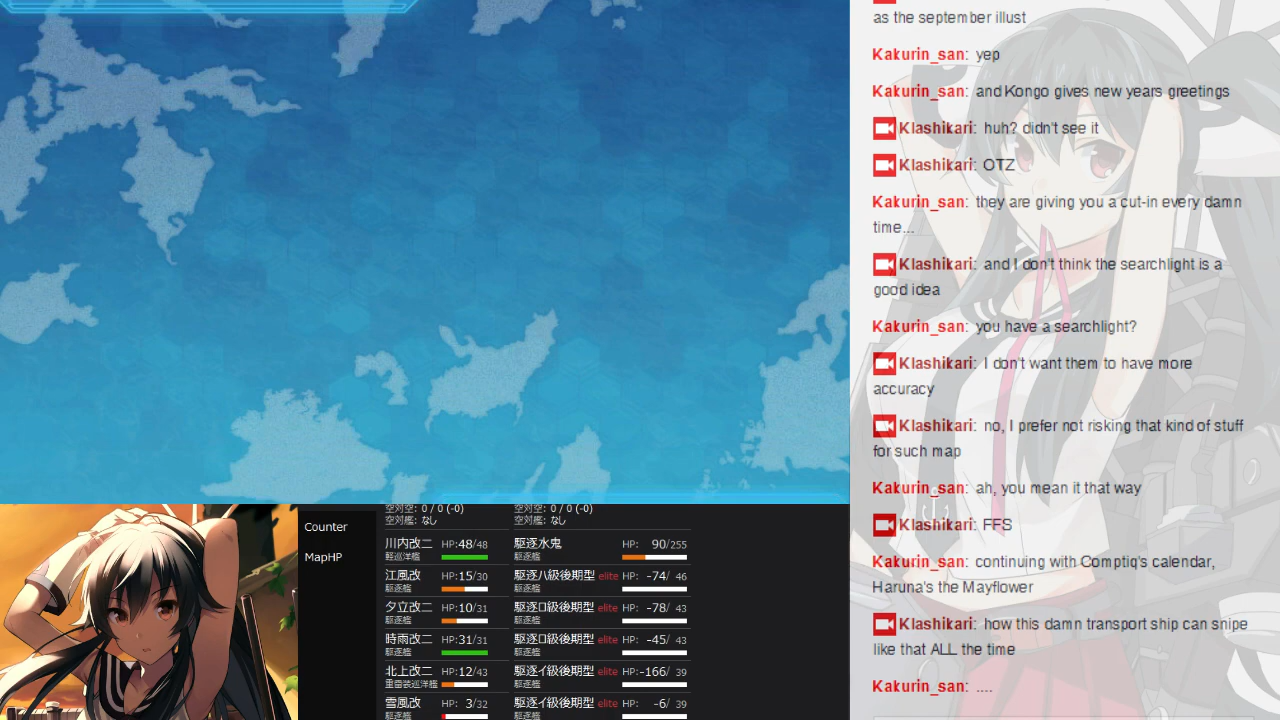 as the september illust
Kakurin_san: yep
Kakurin_san: and Kongo gives new years greetings
Klashikari: huh? didn't see it
Klashikari: OTZ
Kakurin_san: they are giving you a cut-in every damn
time...
Klashikari: and I don't think the searchlight is a
good idea
Kakurin_san: you have a searchlight?
Klashikari: I don't want them to have more
accuracy
Klashikari: no, I prefer not risking that kind of stuff
for such map
Kakurin_san: ah, you mean it that way
Klashikari: FFS
Kakurin_san: continuing with Comptiq's calendar,
Haruna's the Mayflower
Klashikari: how this damn transport ship can snipe
like that ALL the time
Kakurin_san: ....
Counter
MapHP
空対空: 0 / 0 (-0)
空対艦: なし
川内改二 HP:48/48
軽巡洋艦
江風改 HP:15/30
駆逐艦
夕立改二 HP:10/31
駆逐艦
時雨改二 HP:31/31
駆逐艦
北上改二 HP:12/43
重雷装巡洋艦
雪風改 HP: 3/32
駆逐艦
空対空: 0 / 0 (-0)
空対艦: なし
駆逐水鬼 HP: 90/255
駆逐艦
駆逐ハ級後期型 elite HP: -74/ 46
駆逐艦
駆逐ロ級後期型 elite HP: -78/ 43
駆逐艦
駆逐ロ級後期型 elite HP: -45/ 43
駆逐艦
駆逐イ級後期型 elite HP:-166/ 39
駆逐艦
駆逐イ級後期型 elite HP: -6/ 39
駆逐艦